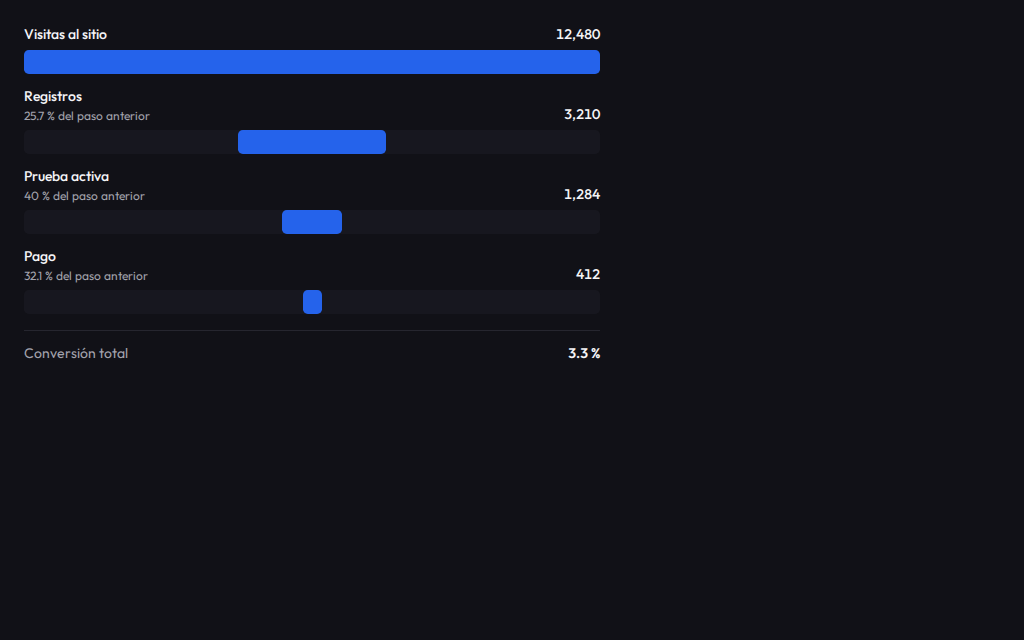 Visitas al sitio 12,480
Registros
25.7 % del paso anterior 3,210
Prueba activa
40 % del paso anterior 1,284
Pago
32.1 % del paso anterior 412
Conversión total 3.3 %